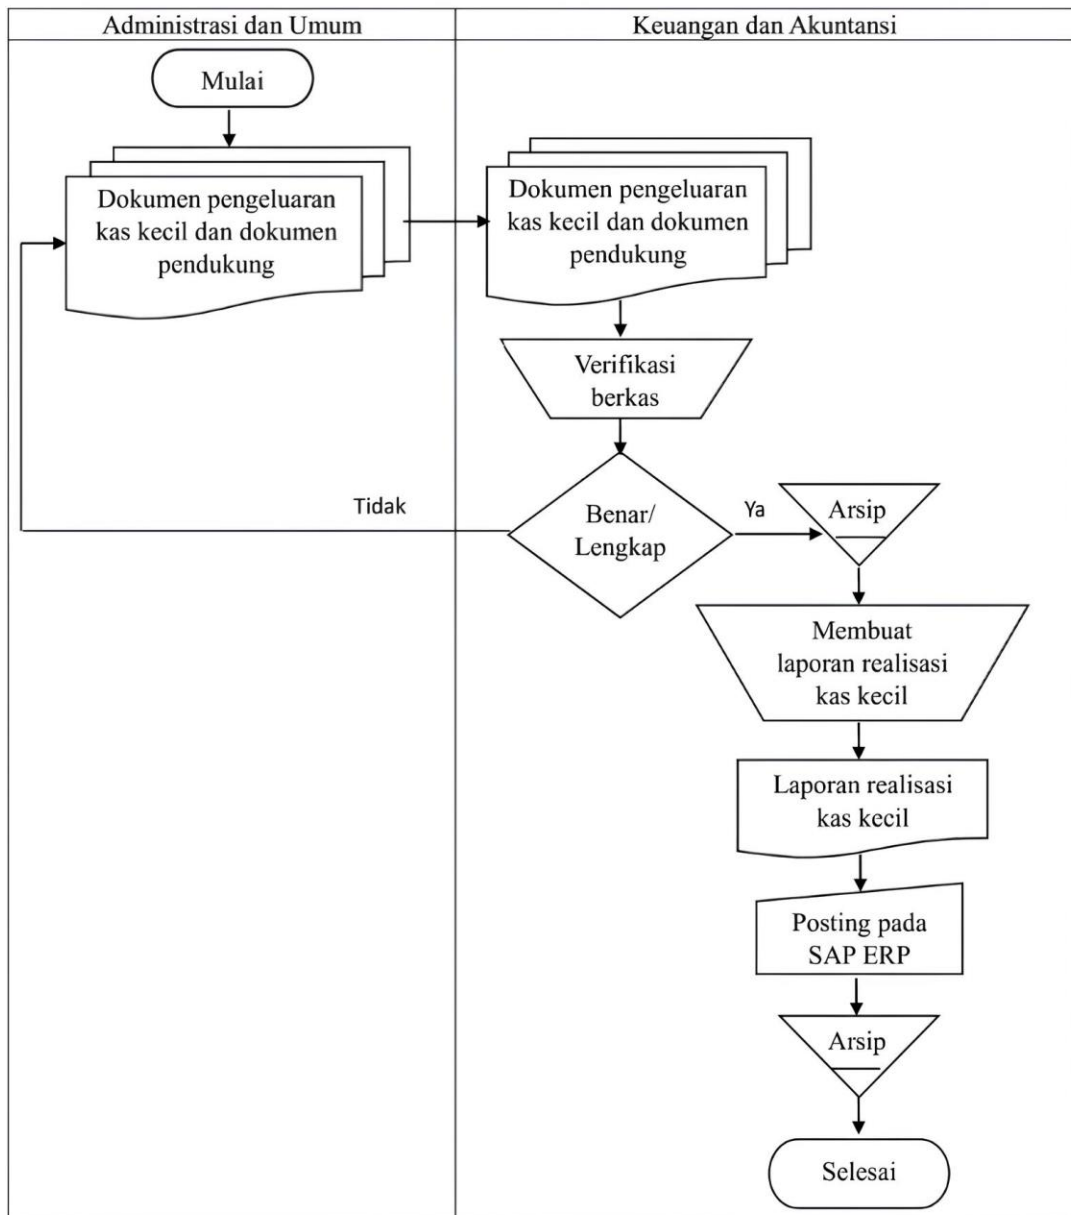 Administrasi dan Umum
Keuangan dan Akuntansi
Mulai
Dokumen pengeluaran
kas kecil dan dokumen
pendukung
Dokumen pengeluaran
kas kecil dan dokumen
pendukung
Verifikasi
berkas
Benar/
Lengkap
Tidak
Ya
Arsip
Membuat
laporan realisasi
kas kecil
Laporan realisasi
kas kecil
Posting pada
SAP ERP
Arsip
Selesai